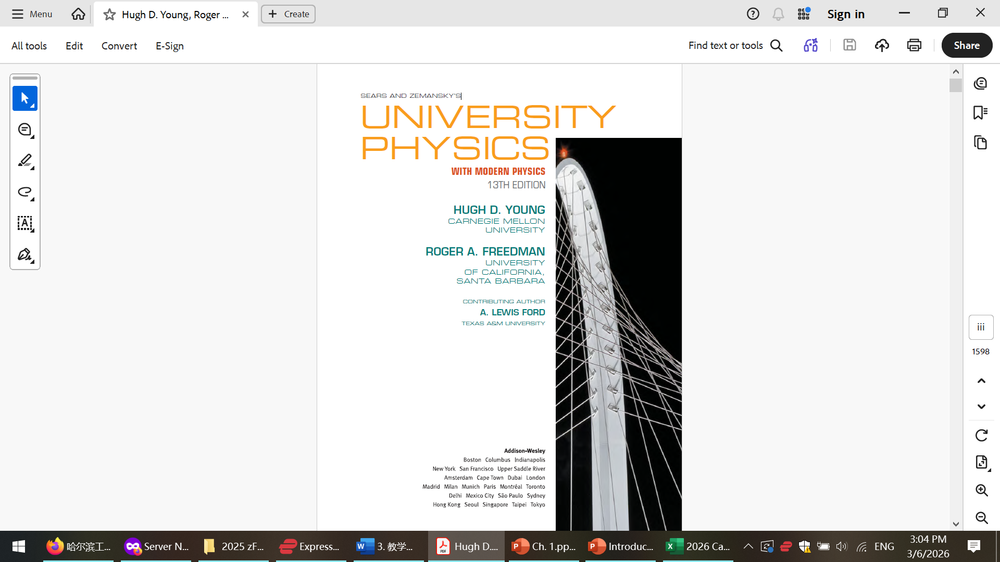 Menu
Hugh D. Young, Roger ...
Create
Sign in
All tools
Edit
Convert
E-Sign
Find text or tools
Share
SEARS AND ZEMANSKY'S
UNIVERSITY
PHYSICS
WITH MODERN PHYSICS
13TH EDITION
HUGH D. YOUNG
CARNEGIE MELLON
UNIVERSITY
ROGER A. FREEDMAN
UNIVERSITY
OF CALIFORNIA,
SANTA BARBARA
CONTRIBUTING AUTHOR
A. LEWIS FORD
TEXAS A&M UNIVERSITY
Addison-Wesley
Boston Columbus Indianapolis
New York San Francisco Upper Saddle River
Amsterdam Cape Town Dubai London
Madrid Milan Munich Paris Montréal Toronto
Delhi Mexico City São Paulo Sydney
Hong Kong Seoul Singapore Taipei Tokyo
iii
1598
哈尔滨工...
Server N...
2025 zF...
Express...
3. 教学...
Hugh D....
Ch. 1.pp...
Introduc...
2026 Ca...
ENG
3:04 PM
3/6/2026